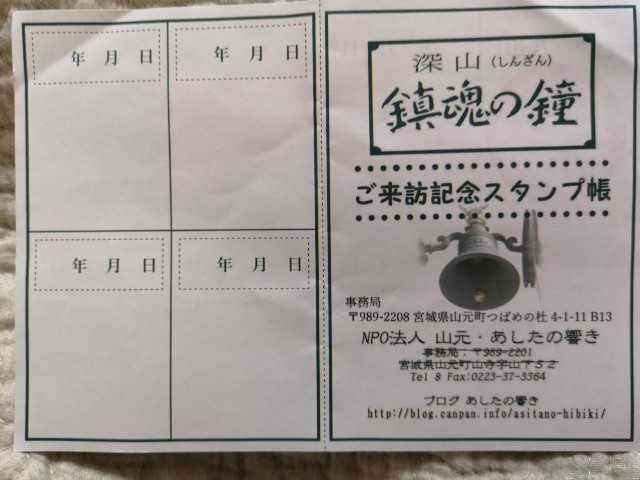 年 月 日
年 月 日
年 月 日
年 月 日
深山(しんざん)
鎮魂の鐘
ご来訪記念スタンプ帳
事務局
〒989-2208 宮城県山元町つばめの杜 4-1-11 B13
NPO法人 山元・あしたの響き
事務局:〒989-2201
宮城県山元町山寺字山下52
Tel & Fax:0223-37-3364
ブログ あしたの響き
http://blog.canpan.info/asitano-hibiki/